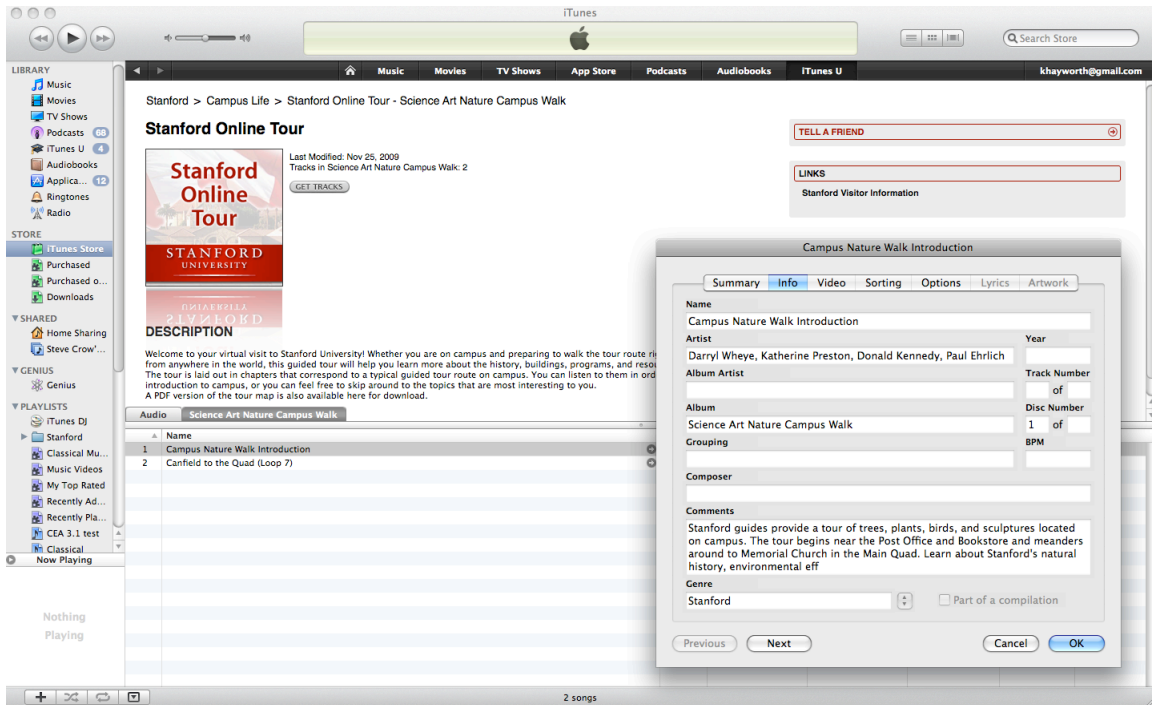 iTunes
Search Store
LIBRARY
Music
Movies
TV Shows
Podcasts 68
iTunes U 4
Audiobooks
Applica... 12
Ringtones
Radio
STORE
iTunes Store
Purchased
Purchased o...
Downloads
SHARED
Home Sharing
Steve Crow'...
GENIUS
Genius
PLAYLISTS
iTunes DJ
Stanford
Classical Mu...
Music Videos
My Top Rated
Recently Ad...
Recently Pla...
CEA 3.1 test
Classical
Now Playing
Nothing
Playing
Music Movies TV Shows App Store Podcasts Audiobooks iTunes U khayworth@gmail.com
Stanford > Campus Life > Stanford Online Tour - Science Art Nature Campus Walk
Stanford Online Tour
Stanford
Online
Tour
STANFORD
UNIVERSITY
Last Modified: Nov 25, 2009
Tracks in Science Art Nature Campus Walk: 2
GET TRACKS
TELL A FRIEND
LINKS
Stanford Visitor Information
DESCRIPTION
Welcome to your virtual visit to Stanford University! Whether you are on campus and preparing to walk the tour route ri
from anywhere in the world, this guided tour will help you learn more about the history, buildings, programs, and resou
The tour is laid out in chapters that correspond to a typical guided tour route on campus. You can listen to them in ord
introduction to campus, or you can feel free to skip around to the topics that are most interesting to you.
A PDF version of the tour map is also available here for download.
Audio Science Art Nature Campus Walk
Name
1 Campus Nature Walk Introduction
2 Canfield to the Quad (Loop 7)
Campus Nature Walk Introduction
Summary Info Video Sorting Options Lyrics Artwork
Name
Campus Nature Walk Introduction
Artist Year
Darryl Wheye, Katherine Preston, Donald Kennedy, Paul Ehrlich
Album Artist Track Number
of
Album Disc Number
Science Art Nature Campus Walk 1 of
Grouping BPM
Composer
Comments
Stanford guides provide a tour of trees, plants, birds, and sculptures located
on campus. The tour begins near the Post Office and Bookstore and meanders
around to Memorial Church in the Main Quad. Learn about Stanford's natural
history, environmental eff
Genre
Stanford Part of a compilation
Previous Next Cancel OK
2 songs